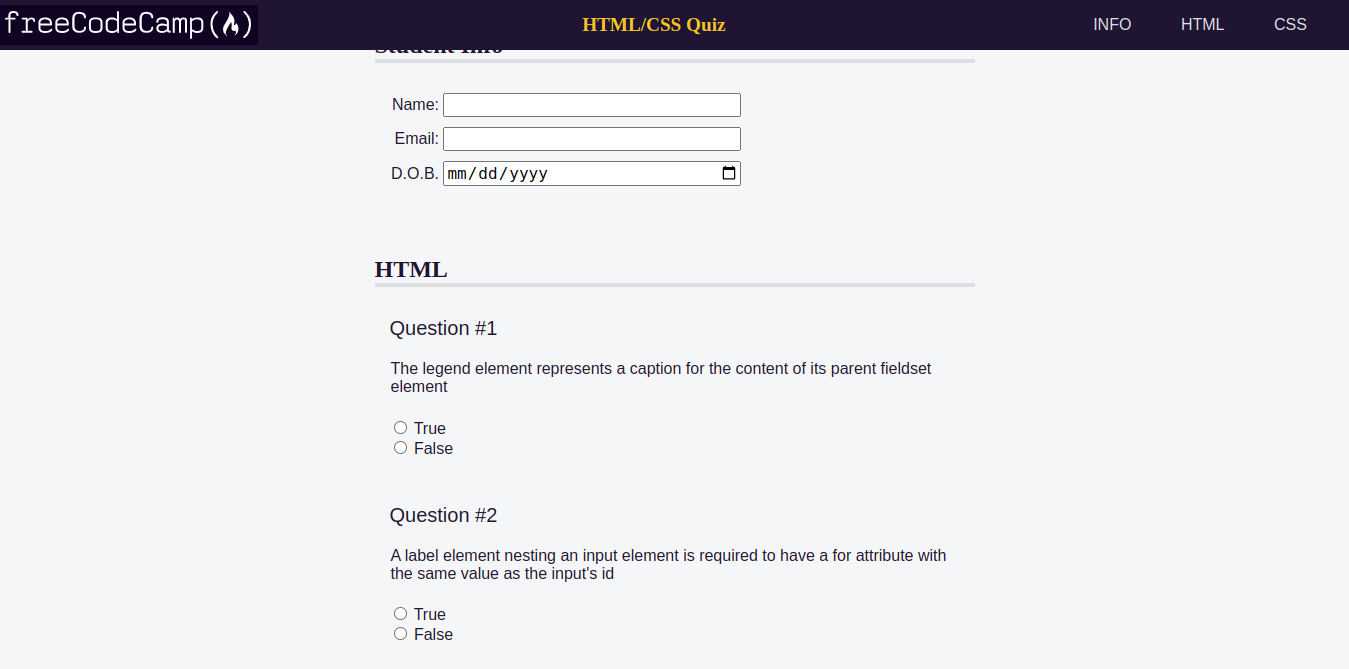 freeCodeCamp(🔥)
HTML/CSS Quiz
INFO HTML CSS
Student Info
Name:
Email:
D.O.B. mm/dd/yyyy
HTML
Question #1
The legend element represents a caption for the content of its parent fieldset
element
True
False
Question #2
A label element nesting an input element is required to have a for attribute with
the same value as the input's id
True
False